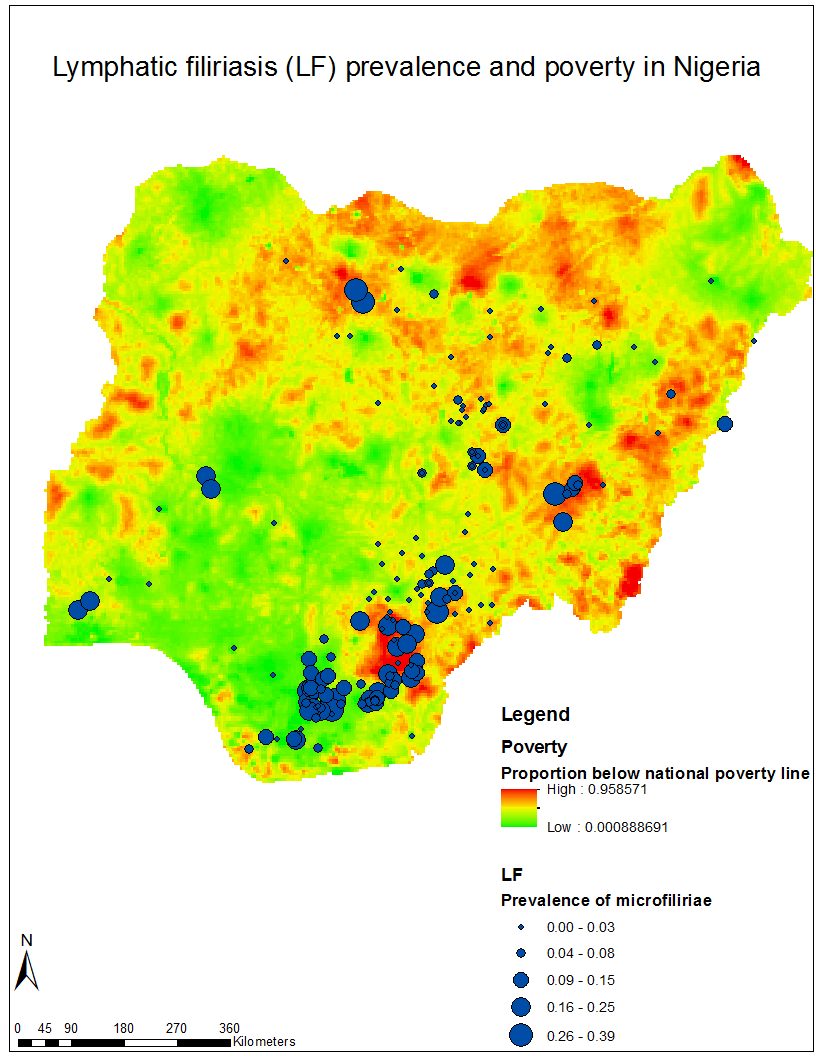 Lymphatic filiriasis (LF) prevalence and poverty in Nigeria
Legend
Poverty
Proportion below national poverty line
High : 0.958571
Low : 0.000888691
LF
Prevalence of microfiliriae
0.00 - 0.03
0.04 - 0.08
0.09 - 0.15
0.16 - 0.25
0.26 - 0.39
N
0 45 90 180 270 360
Kilometers